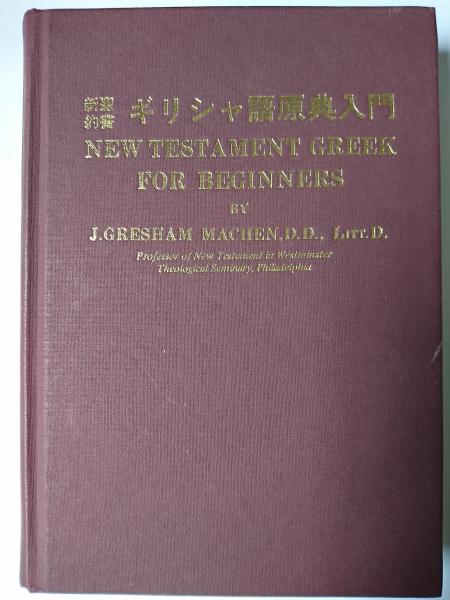 新約聖書 ギリシャ語原典入門
NEW TESTAMENT GREEK
FOR BEGINNERS
BY
J.GRESHAM MACHEN,D.D., LITT.D.
Professor of New Testament in Westminster
Theological Seminary, Philadelphia